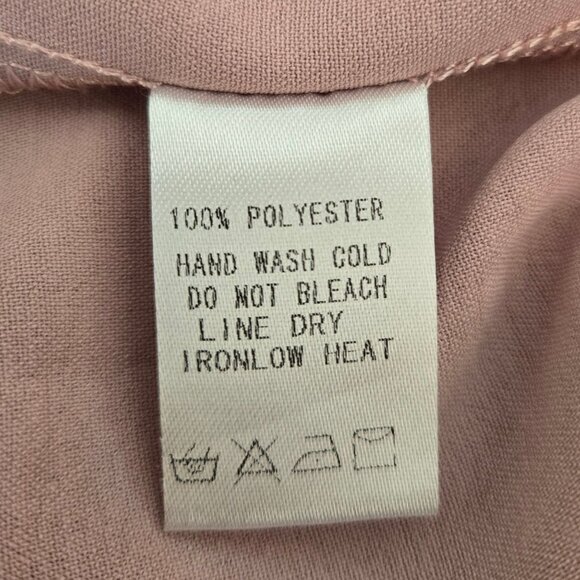 100% POLYESTER
HAND WASH COLD
DO NOT BLEACH
LINE DRY
IRONLOW HEAT